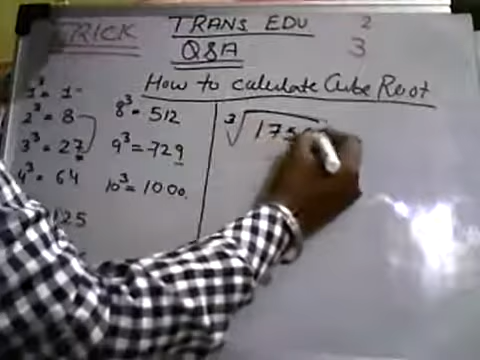 TRICK
TRANS EDU
Q&A
2
3
How to calculate Cube Root
1³ = 1
2³ = 8
3³ = 27
4³ = 64
125
8³ = 512
9³ = 729
10³ = 1000.
³√175